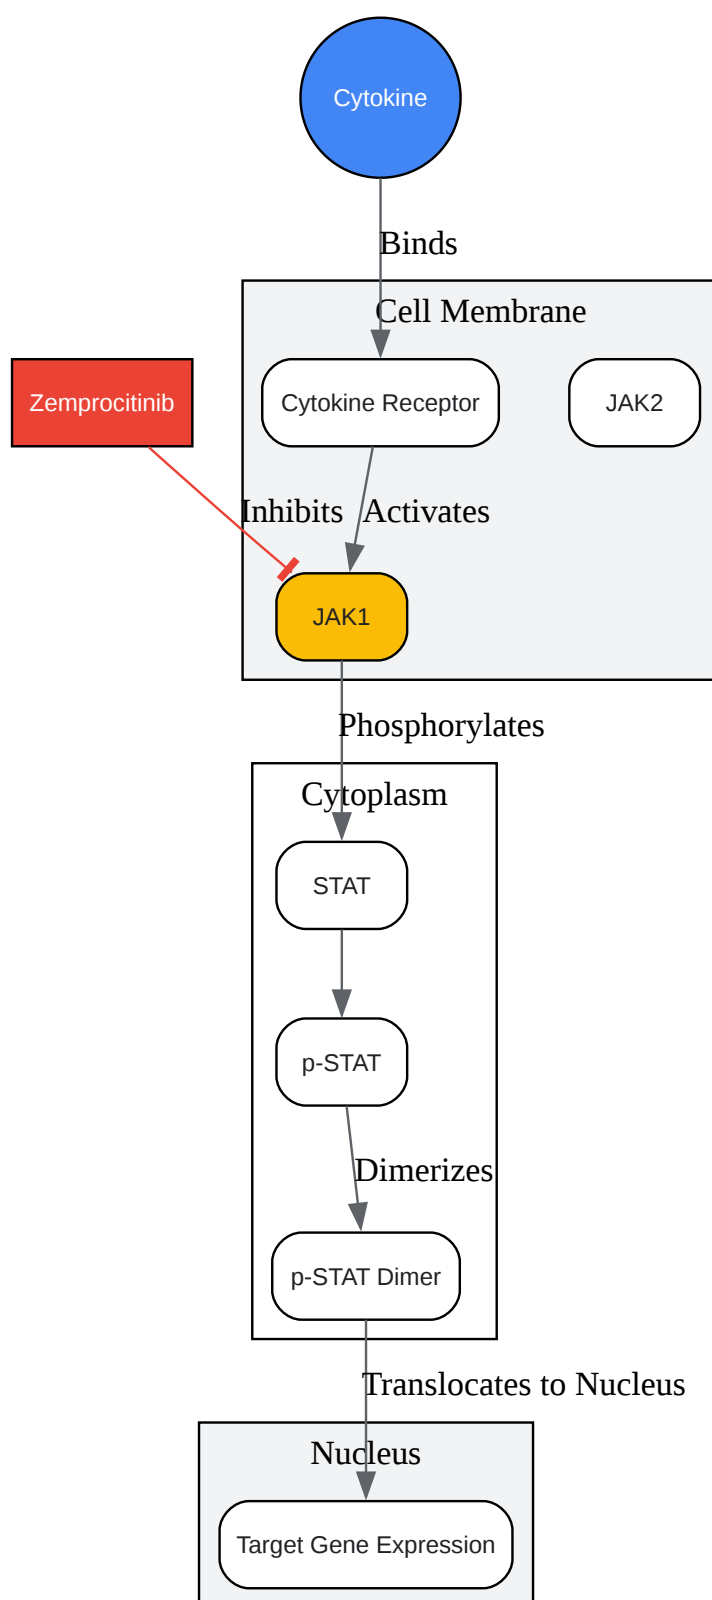 Cytokine
Binds
Cell Membrane
Zemprocitinib
Cytokine Receptor
JAK2
Inhibits
Activates
JAK1
Phosphorylates
Cytoplasm
STAT
p-STAT
Dimerizes
p-STAT Dimer
Translocates to Nucleus
Nucleus
Target Gene Expression